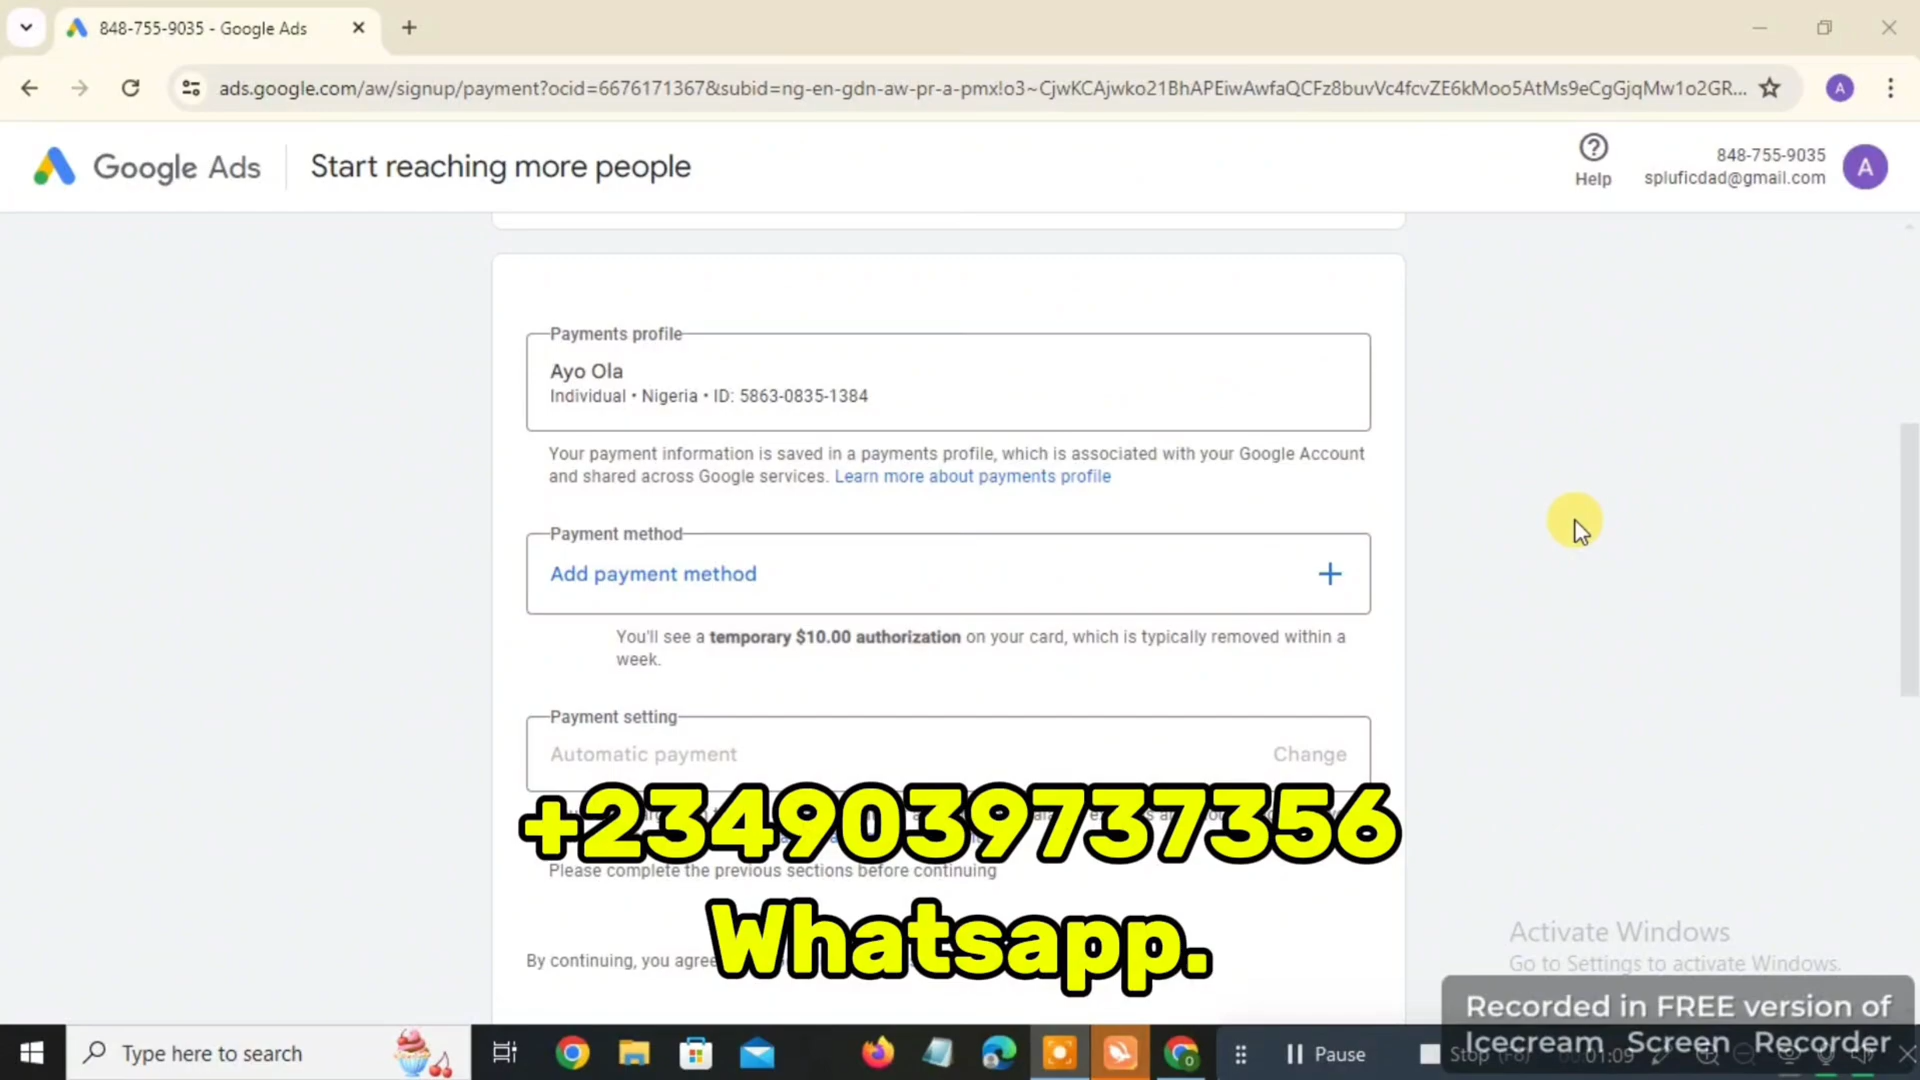 848-755-9035 - Google Ads
ads.google.com/aw/signup/payment?ocid=6676171367&subid=ng-en-gdn-aw-pr-a-pmx!o3~CjwKCAjwko21BhAPEiwAwfaQCFz8buvVc4fcvZE6kMoo5AtMs9eCgGjqMw1o2GR...
A
Google Ads
Start reaching more people
Help
848-755-9035
spluficdad@gmail.com
A
Payments profile
Ayo Ola
Individual • Nigeria • ID: 5863-0835-1384
Your payment information is saved in a payments profile, which is associated with your Google Account
and shared across Google services. Learn more about payments profile
Payment method
Add payment method
You'll see a temporary $10.00 authorization on your card, which is typically removed within a
week.
Payment setting
Automatic payment
Change
+2349039737356
Please complete the previous sections before continuing
Whatsapp.
By continuing, you agree
Activate Windows
Go to Settings to activate Windows.
Recorded in FREE version of
Icecream Screen Recorder
Type here to search
Pause
Stop (F8)
00:01:09